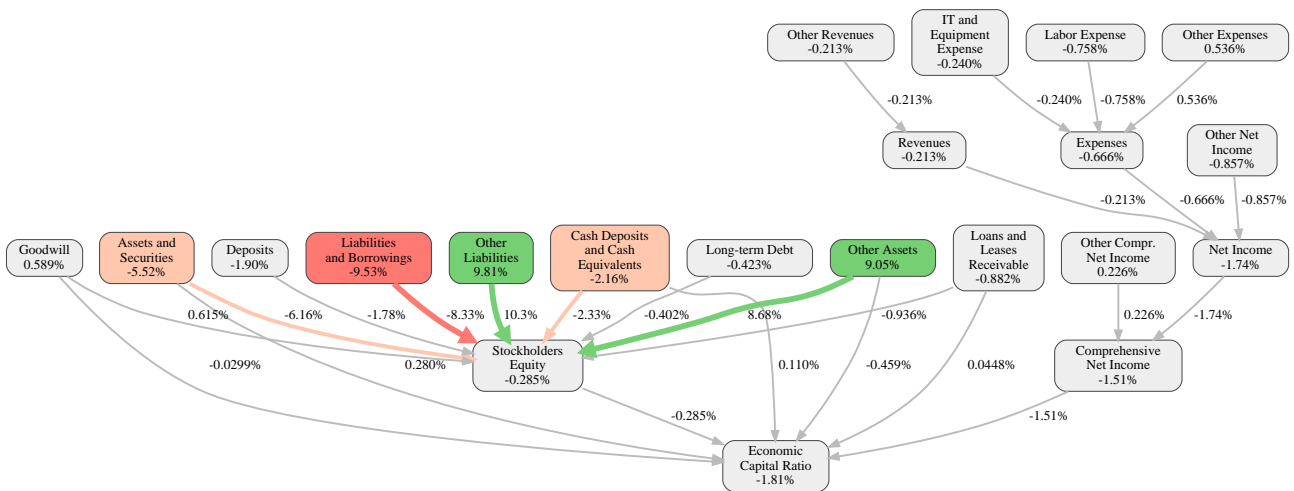 Other Revenues
-0.213%
IT and
Equipment
Expense
-0.240%
Labor Expense
-0.758%
Other Expenses
0.536%
-0.213%
-0.240%
-0.758%
0.536%
Revenues
-0.213%
Expenses
-0.666%
Other Net
Income
-0.857%
-0.213%
-0.666%
-0.857%
Goodwill
0.589%
Assets and
Securities
-5.52%
Deposits
-1.90%
Liabilities
and Borrowings
-9.53%
Other
Liabilities
9.81%
Cash Deposits
and Cash
Equivalents
-2.16%
Long-term Debt
-0.423%
Other Assets
9.05%
Loans and
Leases
Receivable
-0.882%
Other Compr.
Net Income
0.226%
Net Income
-1.74%
0.615%
-6.16%
-1.78%
-8.33%
10.3%
-2.33%
-0.402%
8.68%
-0.936%
0.226%
-1.74%
Stockholders
Equity
-0.285%
Comprehensive
Net Income
-1.51%
-0.0299%
0.280%
0.110%
-0.459%
0.0448%
-0.285%
-1.51%
Economic
Capital Ratio
-1.81%